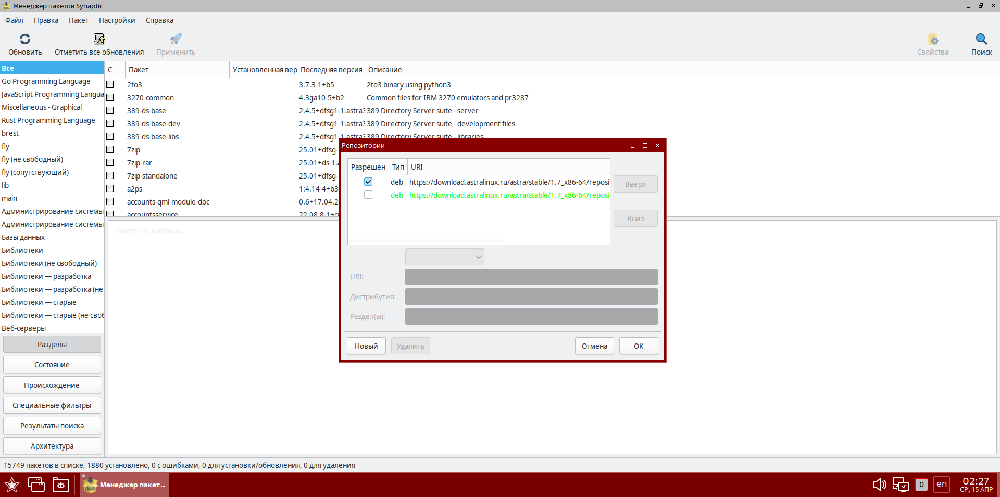 Менеджер пакетов Synaptic
Файл Правка Пакет Настройки Справка
Обновить Отметить все обновления Применить Свойства Поиск
Все
Go Programming Language
JavaScript Programming Langua
Miscellaneous - Graphical
Rust Programming Language
brest
fly
fly (не свободный)
fly (сопутствующий)
lib
main
Администрирование системы
Администрирование системы
Базы данных
Библиотеки
Библиотеки (не свободный)
Библиотеки — разработка
Библиотеки — разработка (не
Библиотеки — старые
Библиотеки — старые (не своб
Веб-серверы
Разделы
Состояние
Происхождение
Специальные фильтры
Результаты поиска
Архитектура
С Пакет Установленная вер Последняя версия Описание
2to3 3.7.3-1+b5 2to3 binary using python3
3270-common 4.3ga10-5+b2 Common files for IBM 3270 emulators and pr3287
389-ds-base 2.4.5+dfsg1-1.astra3 389 Directory Server suite - server
389-ds-base-dev 2.4.5+dfsg1-1.astra3 389 Directory Server suite - development files
389-ds-base-libs 2.4.5+dfsg1-1.astra3 389 Directory Server suite - libraries
7zip 25.01+dfsg-
7zip-rar 25.01+ds-1.
7zip-standalone 25.01+dfsg-
a2ps 1:4.14-4+b3
accounts-qml-module-doc 0.6+17.04.2
accountsservice 22.08.8-1+ci
Пакеты не выбраны.
Репозитории
Разрешён Тип URI
deb https://download.astralinux.ru/astra/stable/1.7_x86-64/reposi
deb https://download.astralinux.ru/astra/stable/1.7_x86-64/reposi
Вверх
Вниз
URI:
Дистрибутив:
Раздел(ы):
Новый Удалить Отмена OK
15749 пакетов в списке, 1880 установлено, 0 с ошибками, 0 для установки/обновления, 0 для удаления
* deb Менеджер пакет...
0 en 02:27
СР, 15 АПР